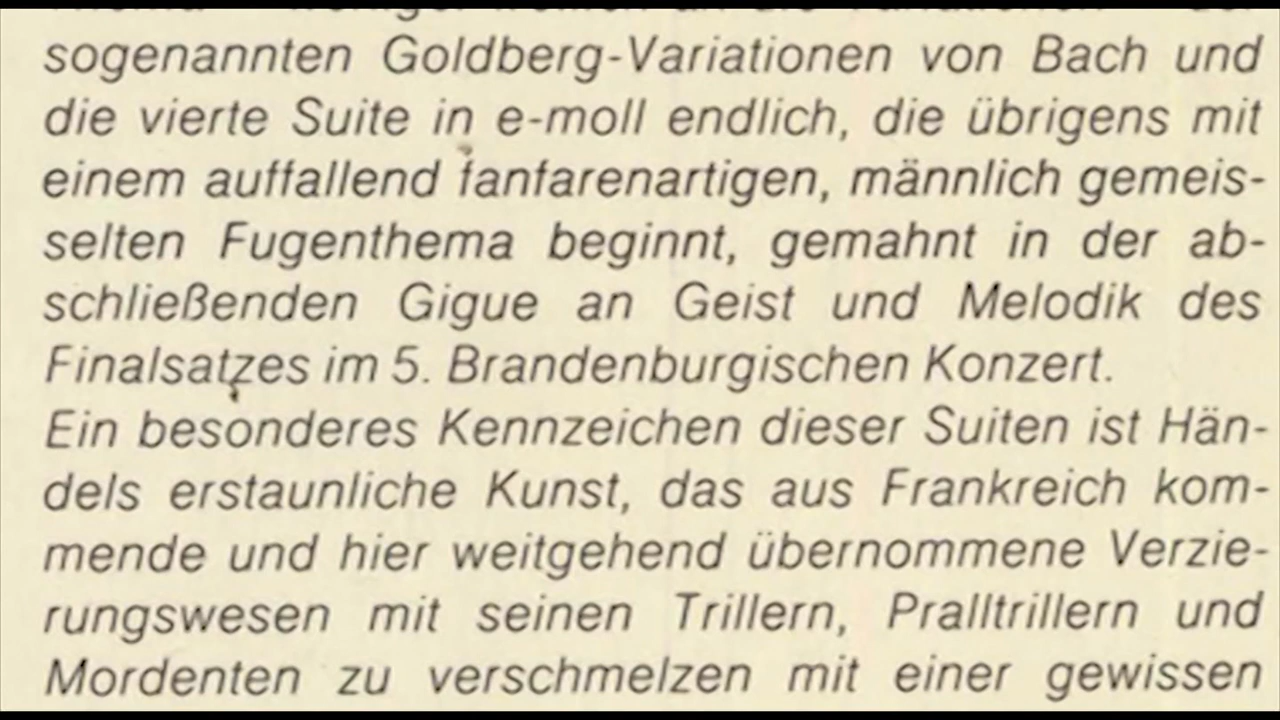 sogenannten Goldberg-Variationen von Bach und
die vierte Suite in e-moll endlich, die übrigens mit
einem auffallend fanfarenartigen, männlich gemeis-
selten Fugenthema beginnt, gemahnt in der ab-
schließenden Gigue an Geist und Melodik des
Finalsatzes im 5. Brandenburgischen Konzert.
Ein besonderes Kennzeichen dieser Suiten ist Hän-
dels erstaunliche Kunst, das aus Frankreich kom-
mende und hier weitgehend übernommene Verzie-
rungswesen mit seinen Trillern, Pralltrillern und
Mordenten zu verschmelzen mit einer gewissen